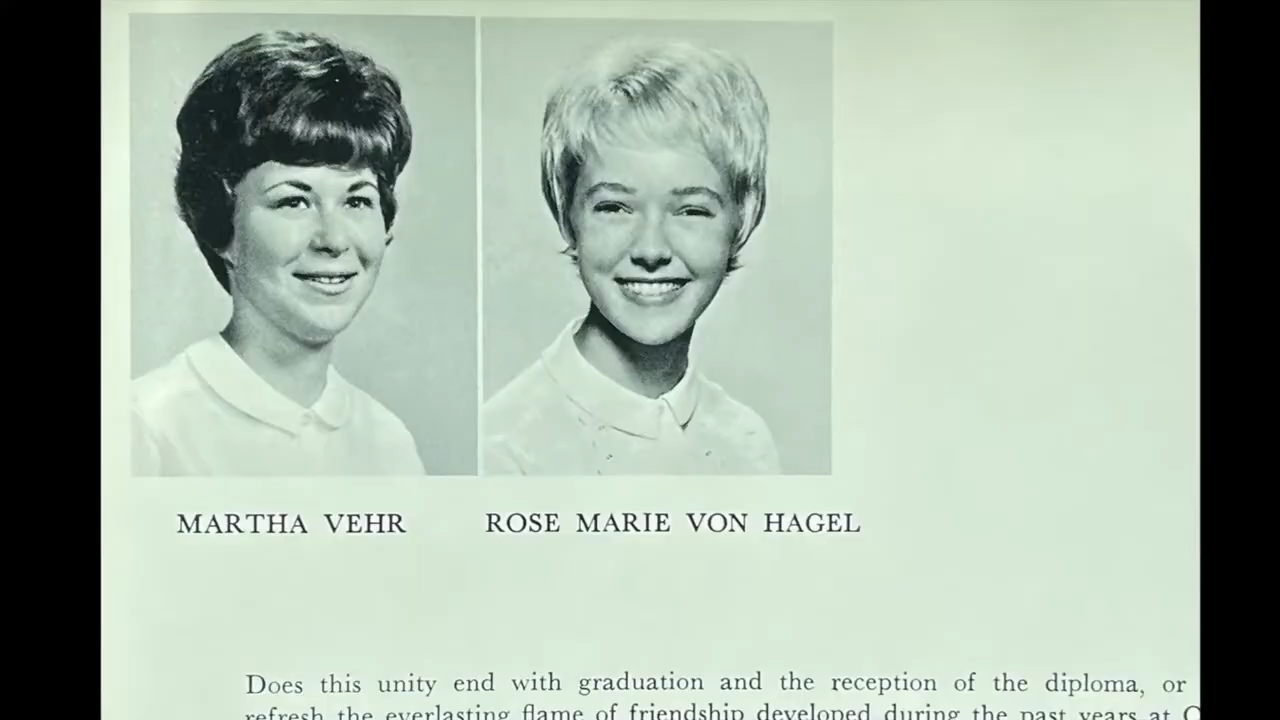 MARTHA VEHR ROSE MARIE VON HAGEL
Does this unity end with graduation and the reception of the diploma, or
refresh the everlasting flame of friendship developed during the past years at